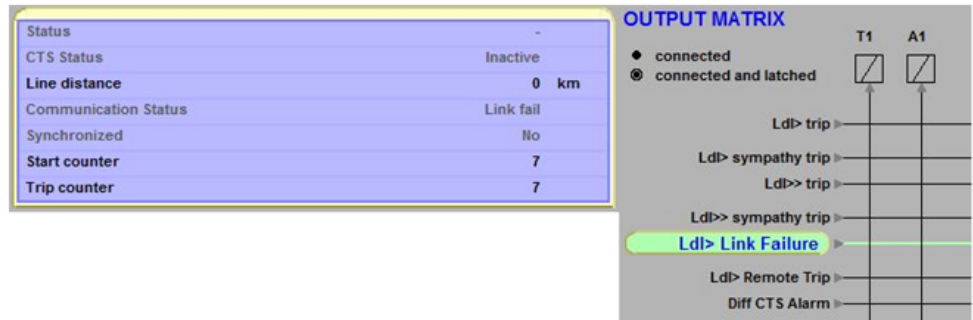 Status -
CTS Status Inactive
Line distance 0 km
Communication Status Link fail
Synchronized No
Start counter 7
Trip counter 7
OUTPUT MATRIX
T1 A1
connected
connected and latched
LdI> trip
LdI> sympathy trip
LdI>> trip
LdI>> sympathy trip
LdI> Link Failure
LdI> Remote Trip
Diff CTS Alarm